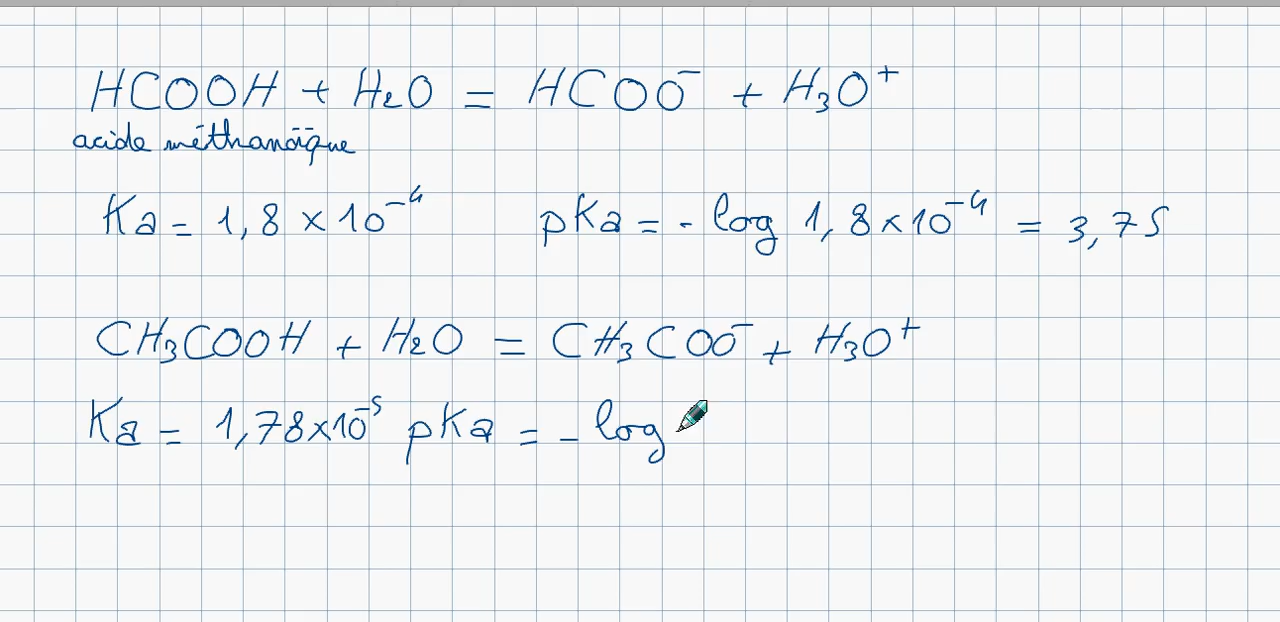 HCOOH + H₂O = HCOO⁻ + H₃O⁺
acide méthanoïque
Ka = 1,8 × 10⁻⁴ pKa = - log 1,8 × 10⁻⁴ = 3,75
CH₃COOH + H₂O = CH₃COO⁻ + H₃O⁺
Ka = 1,78 × 10⁻⁵ pKa = - log